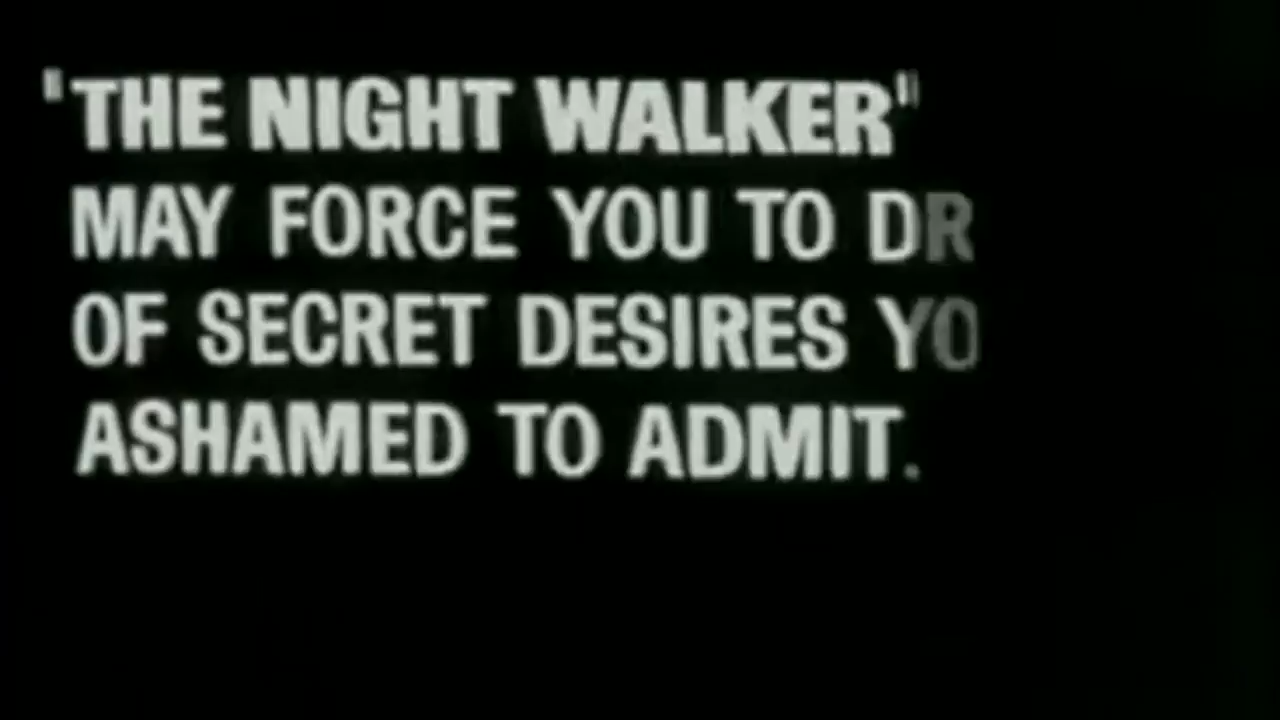 "THE NIGHT WALKER"
MAY FORCE YOU TO DR
OF SECRET DESIRES YO
ASHAMED TO ADMIT.